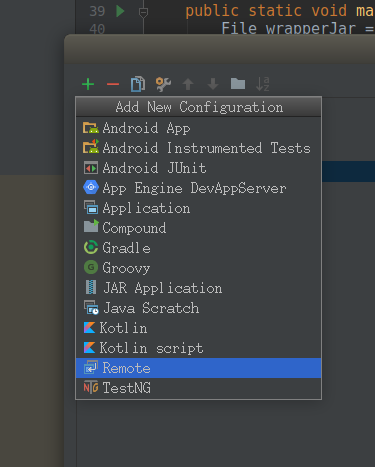 39 public static void ma
40 File wrapperJar =
Add New Configuration
Android App
Android Instrumented Tests
Android JUnit
App Engine DevAppServer
Application
Compound
Gradle
Groovy
JAR Application
Java Scratch
Kotlin
Kotlin script
Remote
TestNG